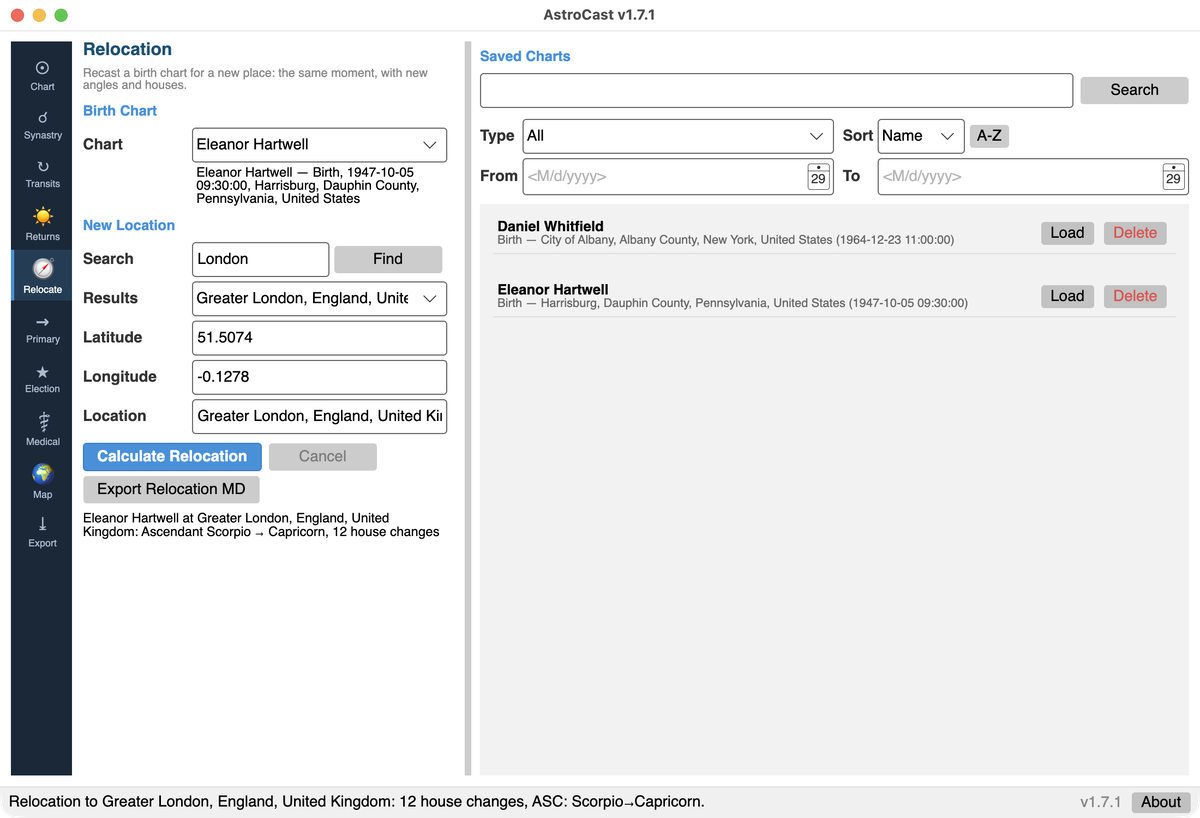 AstroCast v1.7.1
Chart
Synastry
Transits
Returns
Relocate
Primary
Election
Medical
Map
Export
Relocation
Recast a birth chart for a new place: the same moment, with new
angles and houses.
Birth Chart
Chart
Eleanor Hartwell
Eleanor Hartwell — Birth, 1947-10-05
09:30:00, Harrisburg, Dauphin County,
Pennsylvania, United States
New Location
Search
London
Find
Results
Greater London, England, Unite
Latitude
51.5074
Longitude
-0.1278
Location
Greater London, England, United Ki
Calculate Relocation
Cancel
Export Relocation MD
Eleanor Hartwell at Greater London, England, United
Kingdom: Ascendant Scorpio → Capricorn, 12 house changes
Saved Charts
Search
Type
All
Sort
Name
A-Z
From
<M/d/yyyy>
29
To
<M/d/yyyy>
29
Daniel Whitfield
Birth — City of Albany, Albany County, New York, United States (1964-12-23 11:00:00)
Load
Delete
Eleanor Hartwell
Birth — Harrisburg, Dauphin County, Pennsylvania, United States (1947-10-05 09:30:00)
Load
Delete
Relocation to Greater London, England, United Kingdom: 12 house changes, ASC: Scorpio→Capricorn.
v1.7.1
About